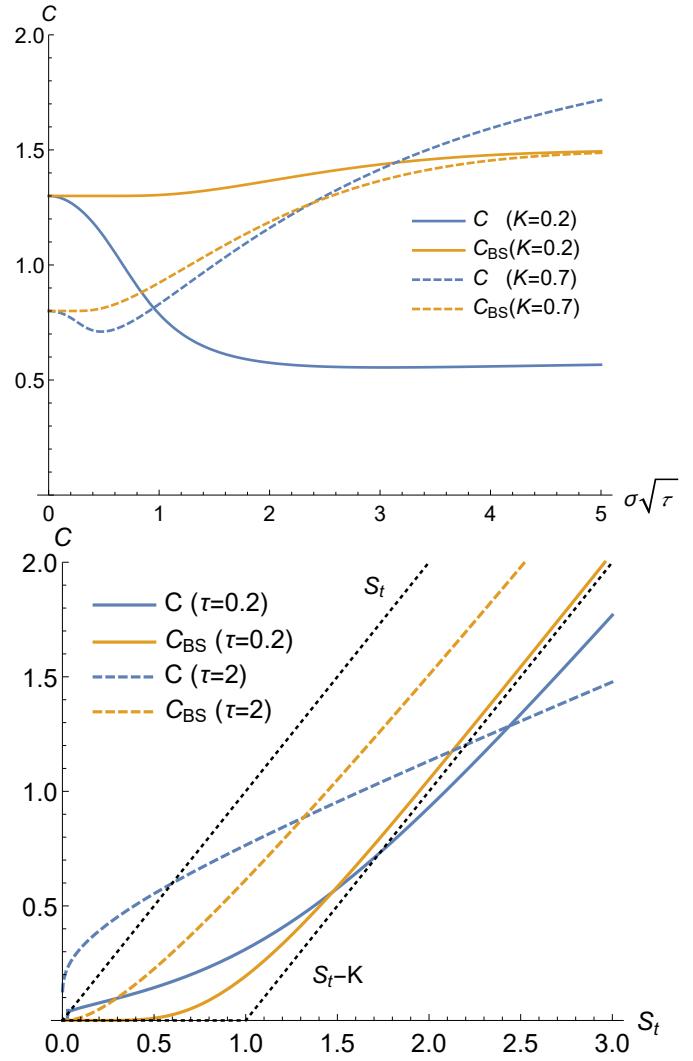 C
2.0
1.5
C (K=0.2)
C_BS(K=0.2)
C (K=0.7)
1.0
C_BS(K=0.7)
0.5
0 1 2 3 4 5 σ√τ
C
2.0
S_t
C (τ=0.2)
C_BS (τ=0.2)
1.5
C (τ=2)
C_BS (τ=2)
1.0
0.5
S_t–K
0.0 0.5 1.0 1.5 2.0 2.5 3.0 S_t